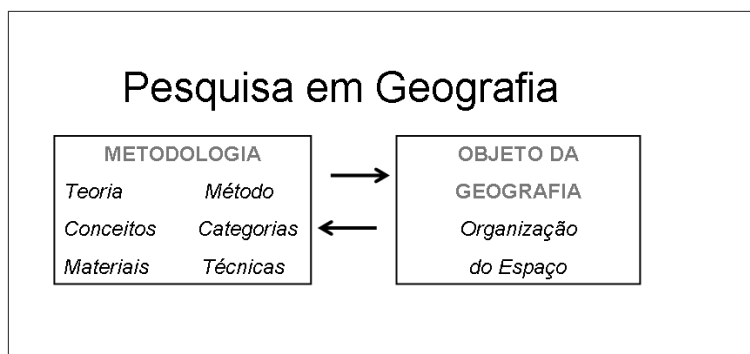 Pesquisa em Geografia
METODOLOGIA
Teoria Método
Conceitos Categorias
Materiais Técnicas
OBJETO DA
GEOGRAFIA
Organização
do Espaço